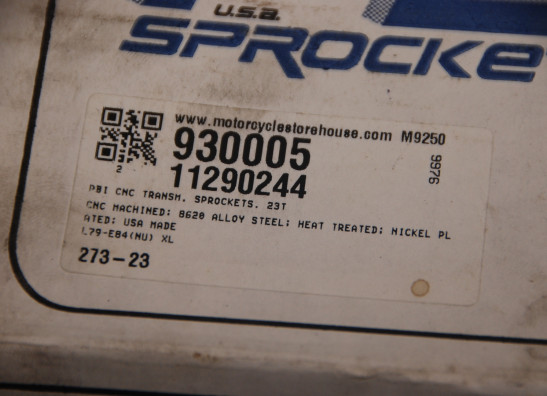 U.S.A.
SPROCKE
www.motorcyclestorehouse.com M9250
930005
11290244
9976
2
PBI CNC TRANSM. SPROCKETS. 23T
CNC MACHINED; 8620 ALLOY STEEL; HEAT TREATED; NICKEL PL
ATED; USA MADE
L79-E84(NU) XL
273-23